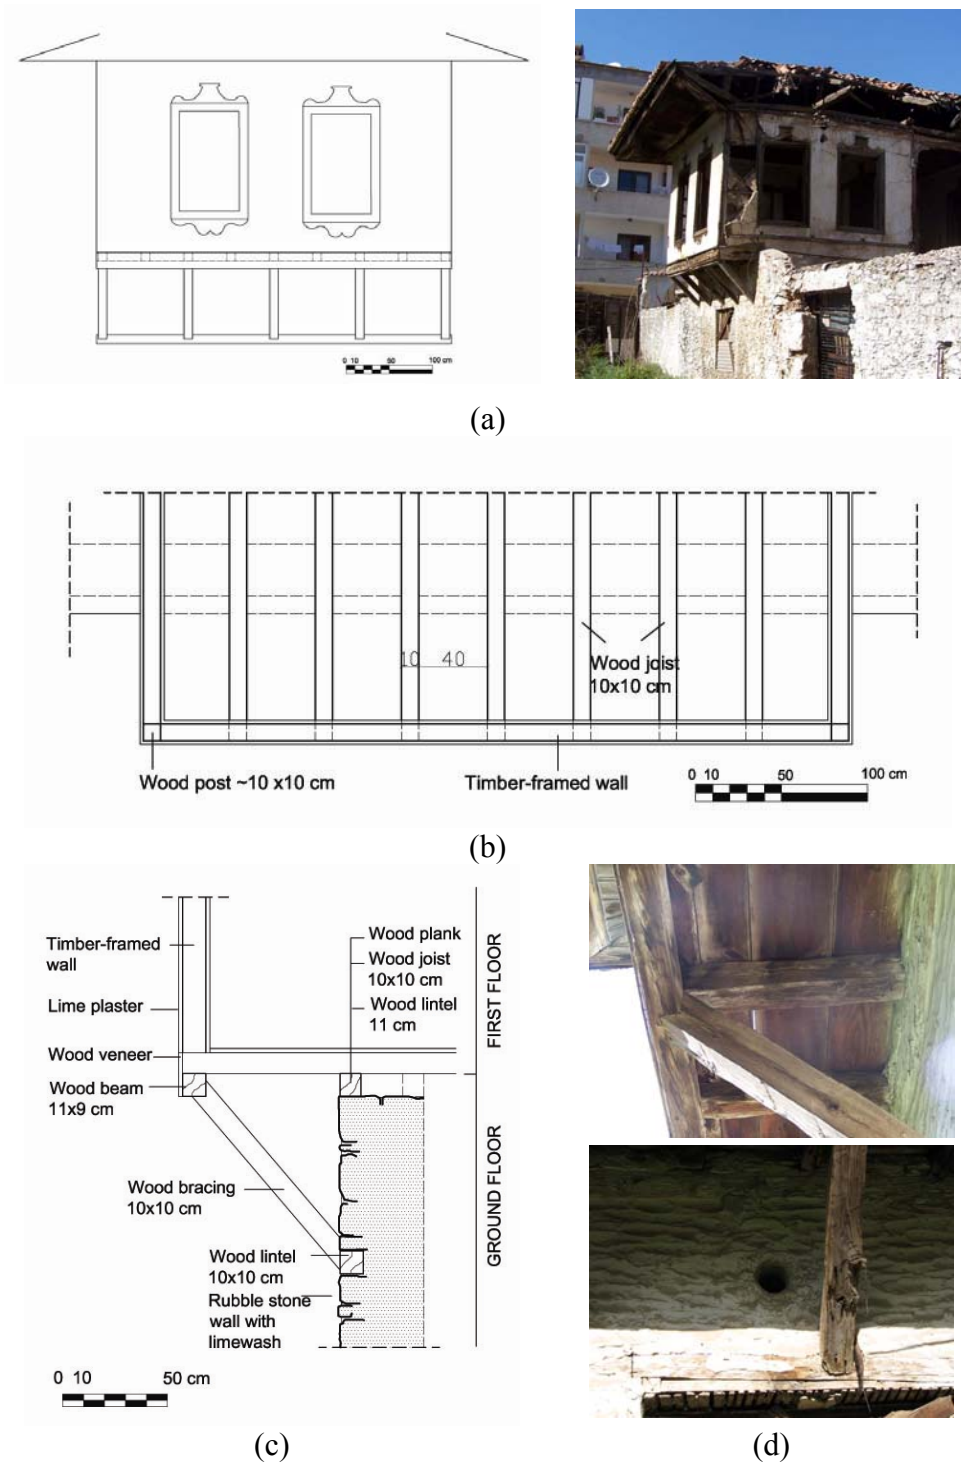 0 10 50 100 cm
(a)
10 40
Wood joist
10x10 cm
Wood post ~10 x10 cm
Timber-framed wall
0 10 50 100 cm
(b)
Timber-framed
wall
Lime plaster
Wood veneer
Wood beam
11x9 cm
Wood bracing
10x10 cm
Wood plank
Wood joist
10x10 cm
Wood lintel
11 cm
FIRST FLOOR
GROUND FLOOR
Wood lintel
10x10 cm
Rubble stone
wall with
limewash
0 10 50 cm
(c)
(d)